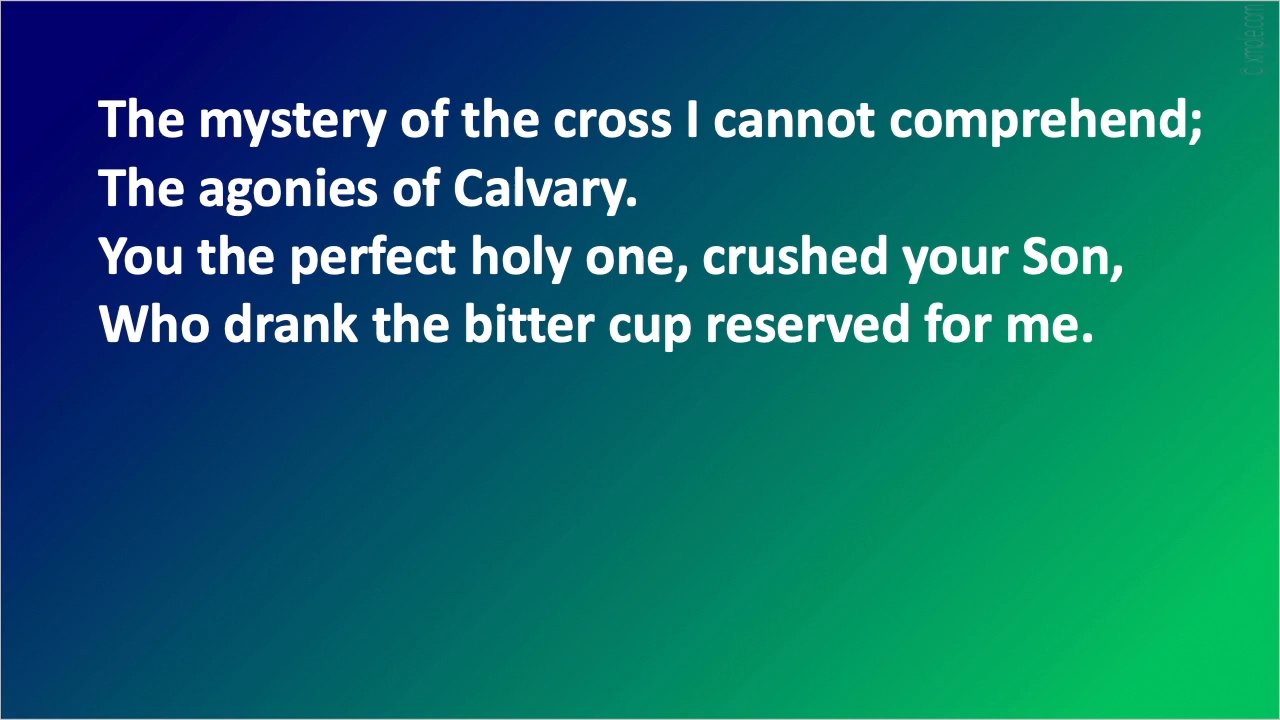 The mystery of the cross I cannot comprehend;
The agonies of Calvary.
You the perfect holy one, crushed your Son,
Who drank the bitter cup reserved for me.